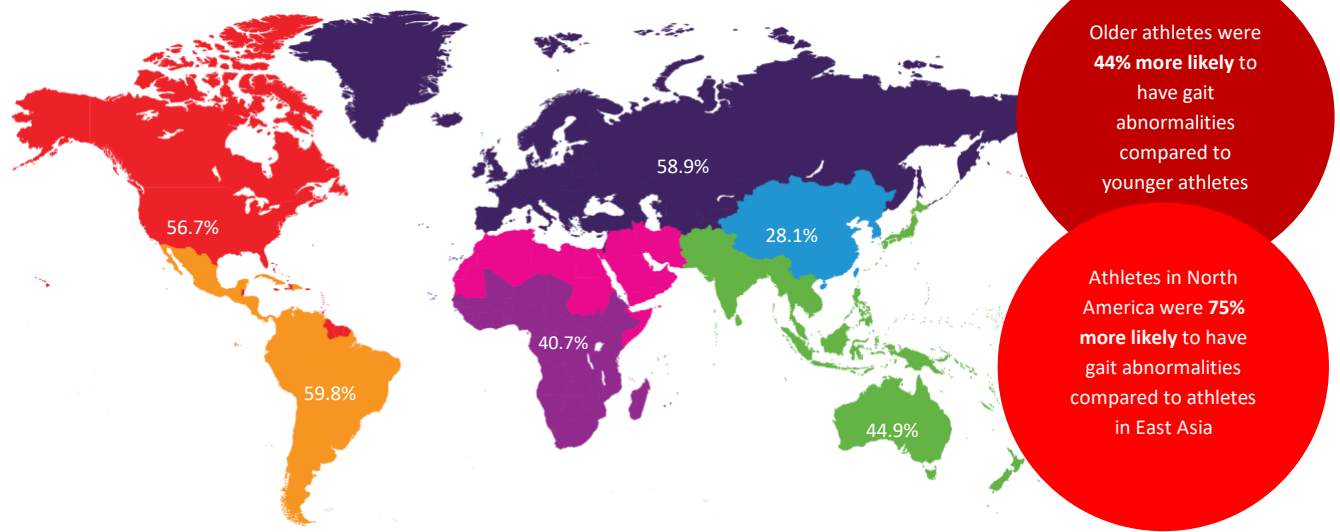 Older athletes were
44% more likely to
have gait
abnormalities
compared to
younger athletes
58.9%
56.7%
28.1%
Athletes in North
America were 75%
more likely to have
gait abnormalities
compared to athletes
in East Asia
40.7%
59.8%
44.9%